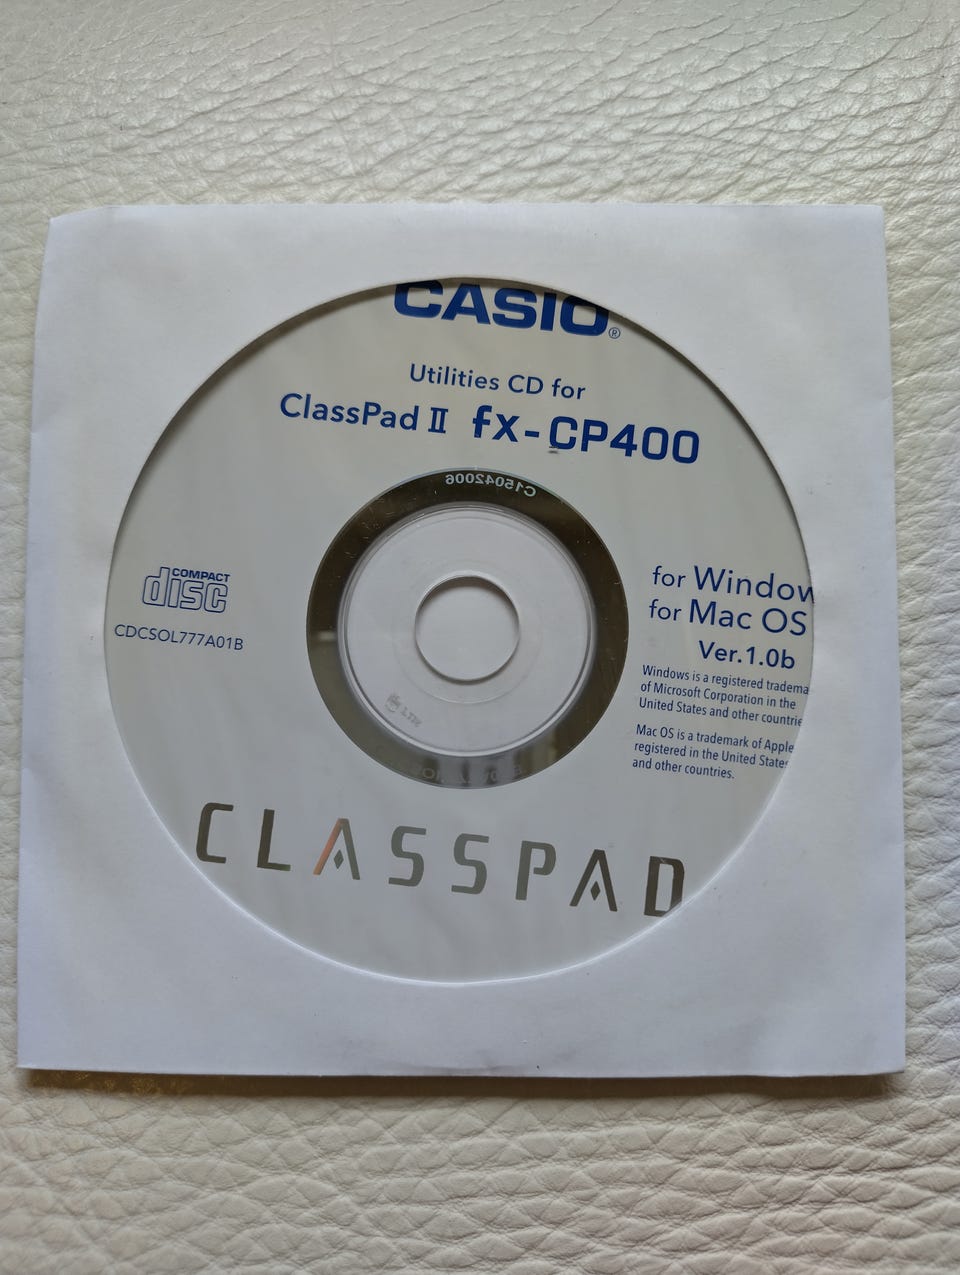 CASIO®
Utilities CD for
ClassPad II fx-CP400
C15042006
COMPACT
disc
CDCSOL777A01B
for Window
for Mac OS
Ver.1.0b
Windows is a registered tradema
of Microsoft Corporation in the
United States and other countrie
Mac OS is a trademark of Apple
registered in the United States
and other countries.
CLASSPAD